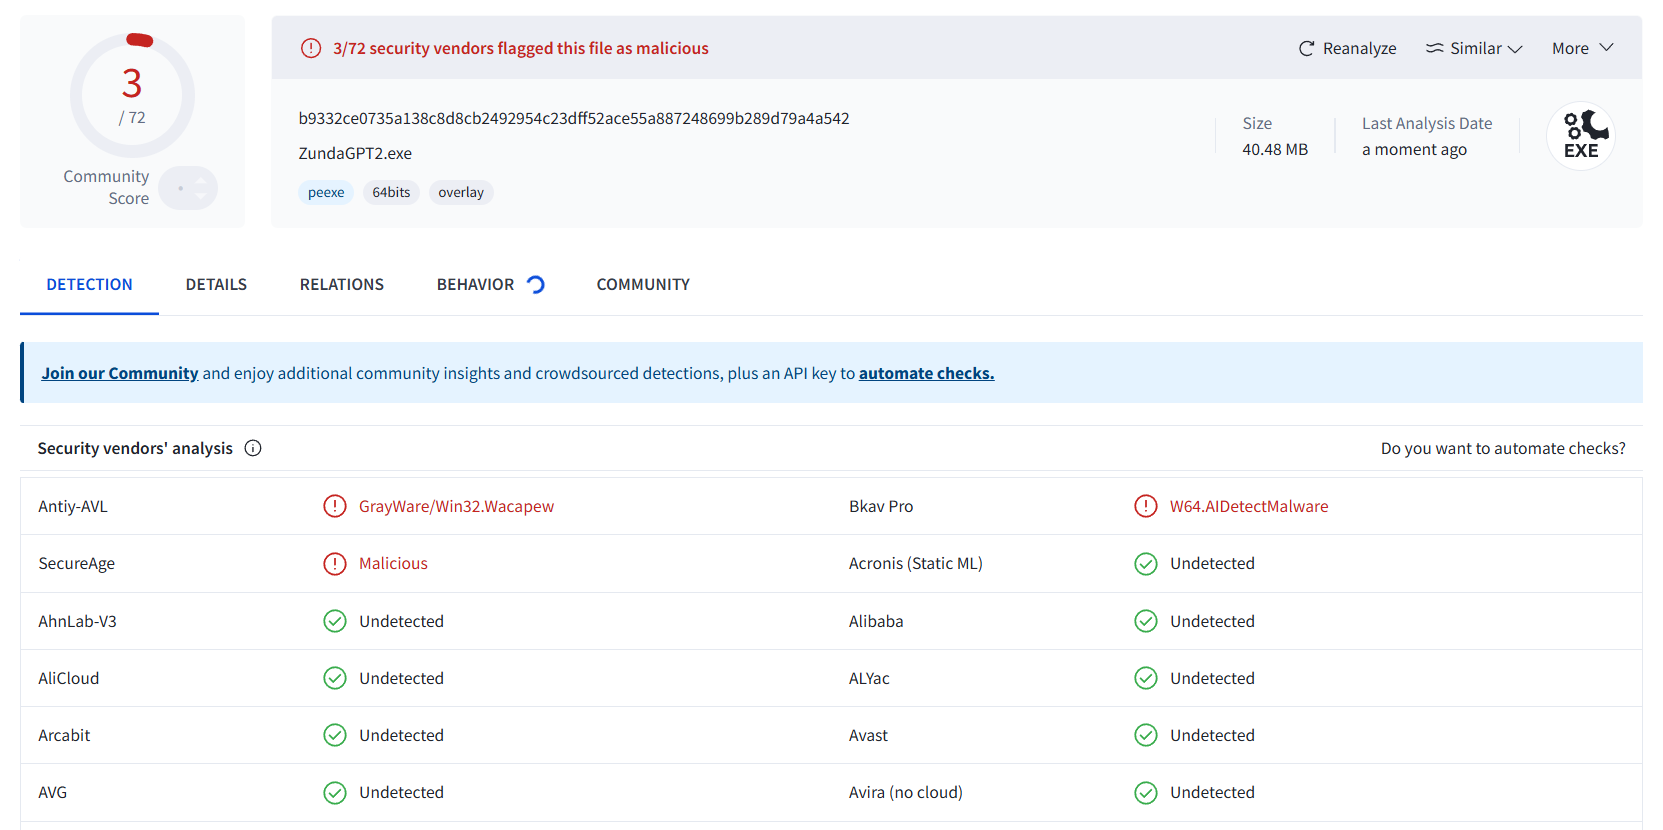 3
/ 72
Community
Score
3/72 security vendors flagged this file as malicious
Reanalyze
Similar
More
b9332ce0735a138c8d8cb2492954c23dff52ace55a887248699b289d79a4a542
ZundaGPT2.exe
peexe 64bits overlay
Size
40.48 MB
Last Analysis Date
a moment ago
EXE
DETECTION DETAILS RELATIONS BEHAVIOR COMMUNITY
Join our Community and enjoy additional community insights and crowdsourced detections, plus an API key to automate checks.
Security vendors' analysis Do you want to automate checks?
Antiy-AVL GrayWare/Win32.Wacapew Bkav Pro W64.AIDetectMalware
SecureAge Malicious Acronis (Static ML) Undetected
AhnLab-V3 Undetected Alibaba Undetected
AliCloud Undetected ALYac Undetected
Arcabit Undetected Avast Undetected
AVG Undetected Avira (no cloud) Undetected